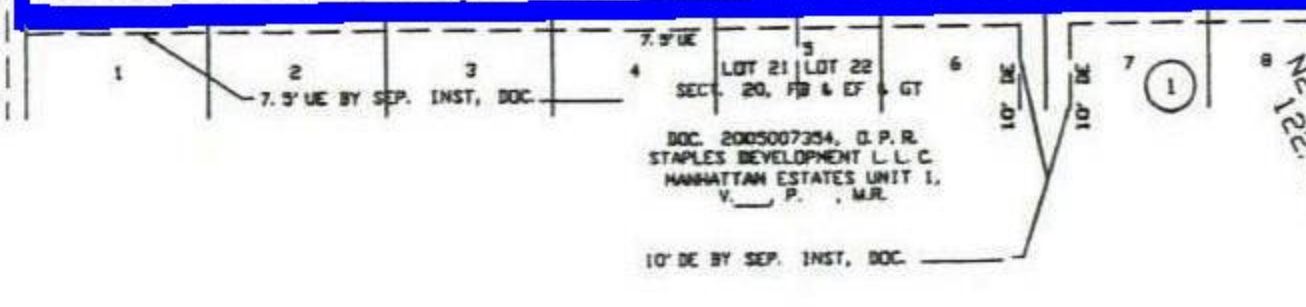 7.5' UE
5
1 2 3 4 LOT 21 LOT 22 6 10' DE 10' DE 7 1 8
7.5' UE BY SEP. INST, DOC.
SECT. 20, FB & EF & GT
DOC. 2005007354, O.P.R.
STAPLES DEVELOPMENT L.L.C.
MANHATTAN ESTATES UNIT 1,
V.___, P. , M.R.
10' DE BY SEP. INST, DOC.